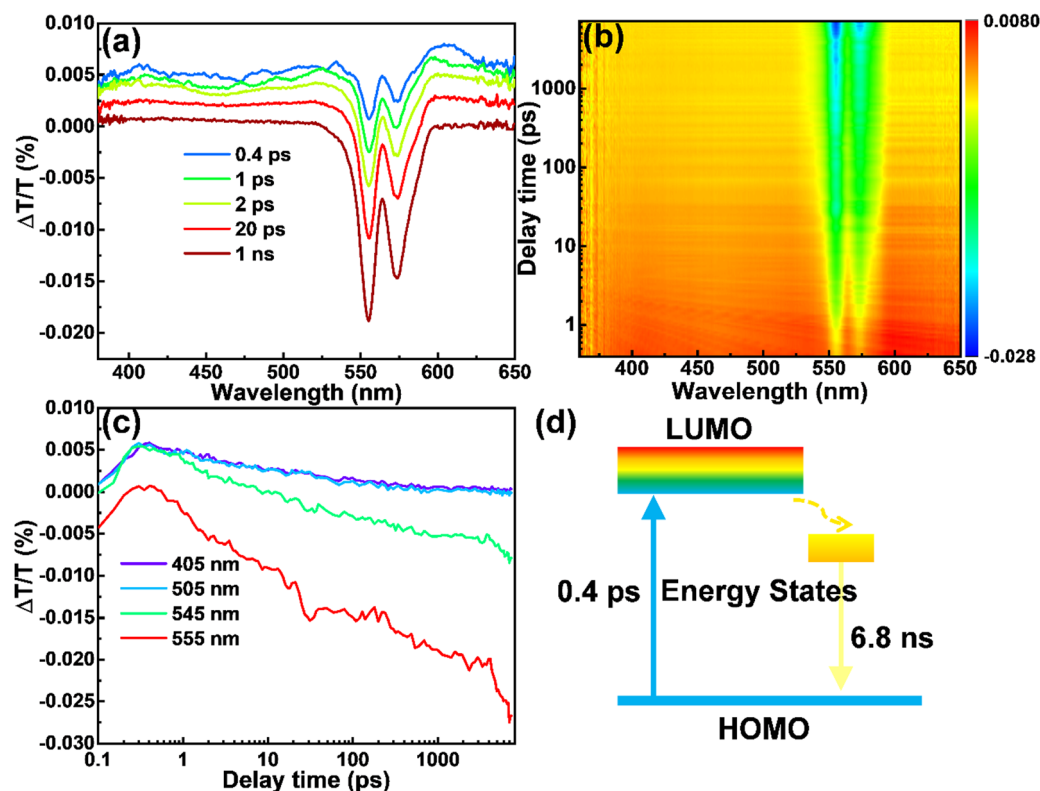 (a)
0.010
0.005
0.000
-0.005
-0.010
-0.015
-0.020
ΔT/T (%)
0.4 ps
1 ps
2 ps
20 ps
1 ns
400 450 500 550 600 650
Wavelength (nm)
(b)
1000
100
10
1
Delay time (ps)
400 450 500 550 600 650
Wavelength (nm)
0.0080
-0.028
(c)
0.010
0.005
0.000
-0.005
-0.010
-0.015
-0.020
-0.025
-0.030
ΔT/T (%)
405 nm
505 nm
545 nm
555 nm
0.1 1 10 100 1000
Delay time (ps)
(d)
LUMO
0.4 ps
Energy States
6.8 ns
HOMO